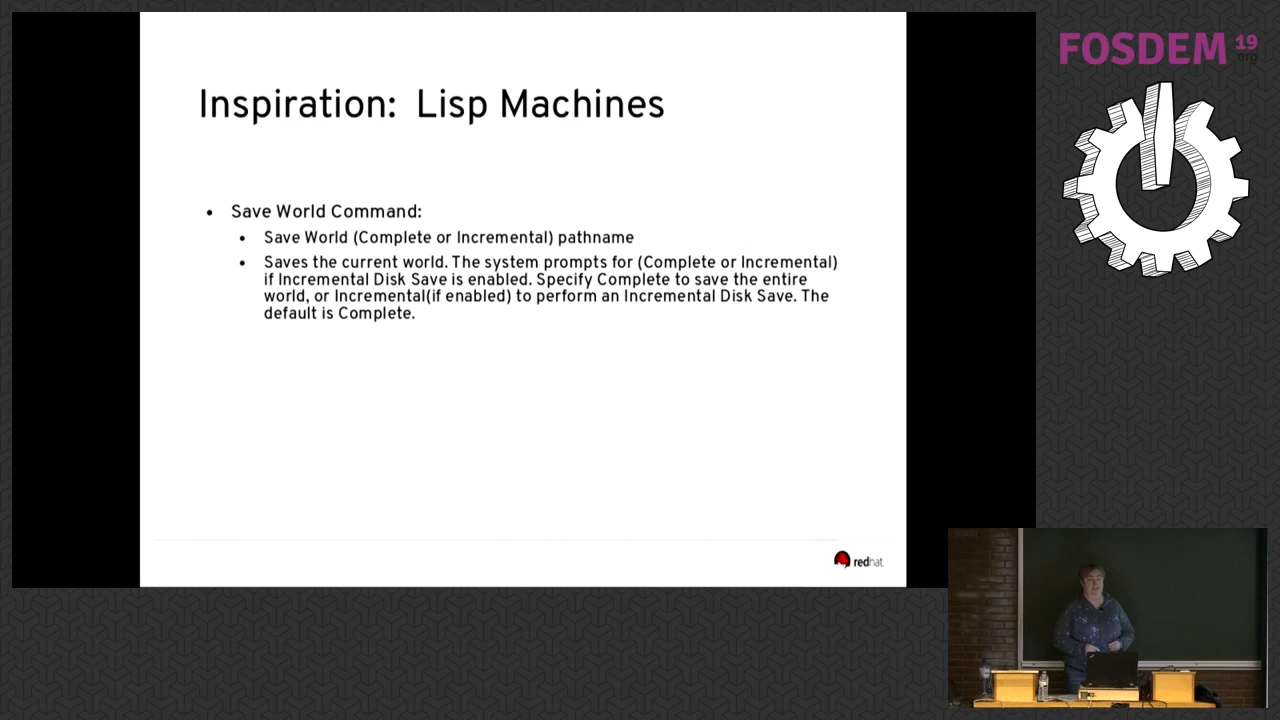 FOSDEM 19
.org
Inspiration: Lisp Machines
• Save World Command:
• Save World (Complete or Incremental) pathname
• Saves the current world. The system prompts for (Complete or Incremental)
if Incremental Disk Save is enabled. Specify Complete to save the entire
world, or Incremental(if enabled) to perform an Incremental Disk Save. The
default is Complete.
redhat